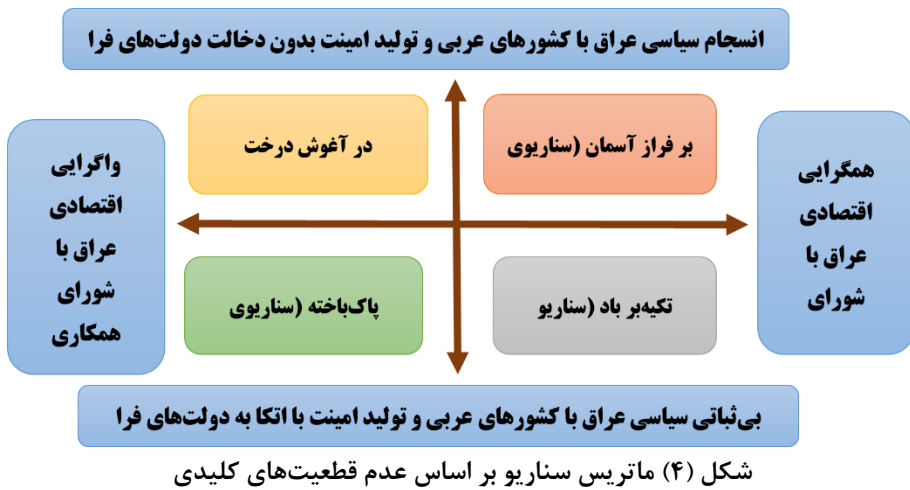 انسجام سیاسی عراق با کشورهای عربی و تولید امینت بدون دخالت دولت‌های فرا
بر فراز آسمان (سناریوی
در آغوش درخت
همگرایی
اقتصادی
عراق با
شورای
واگرایی
اقتصادی
عراق با
شورای
همکاری
تکیه‌بر باد (سناریو
پاک‌باخته (سناریوی
بی‌ثباتی سیاسی عراق با کشورهای عربی و تولید امینت با اتکا به دولت‌های فرا
شکل (۴) ماتریس سناریو بر اساس عدم قطعیت‌های کلیدی